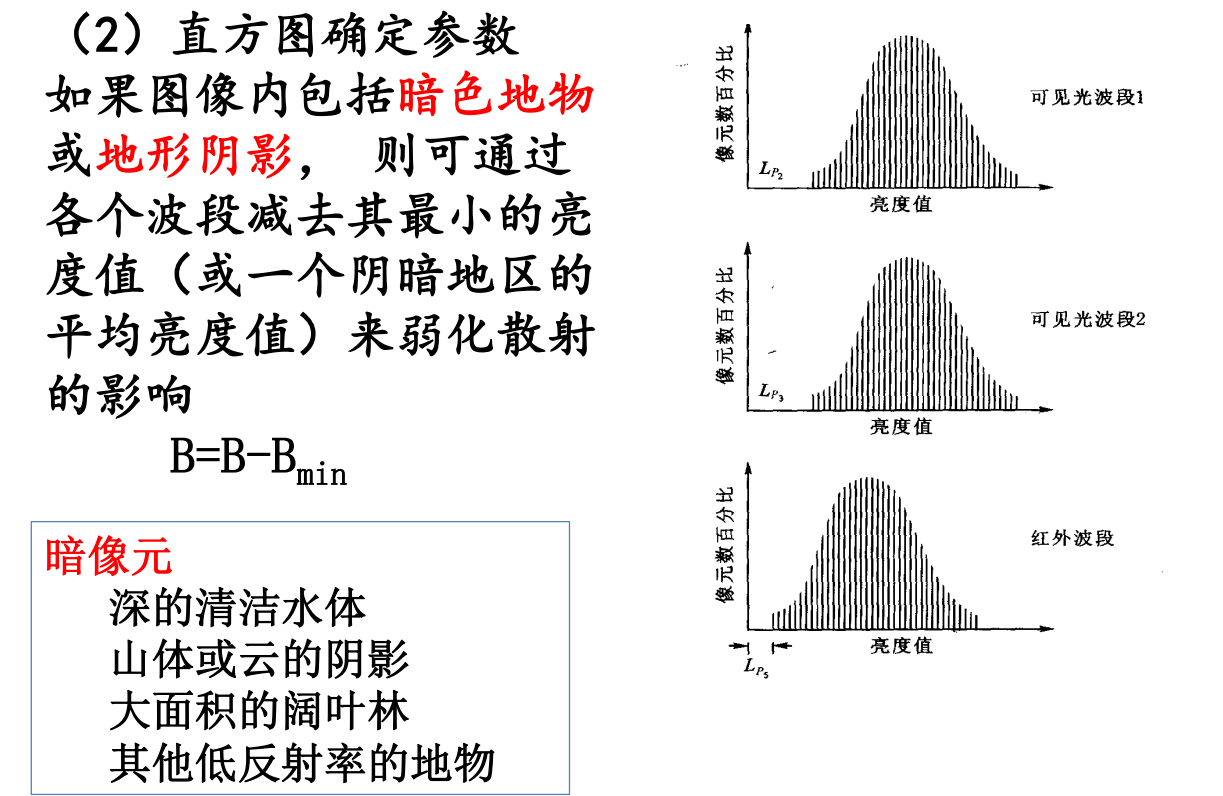 （2）直方图确定参数
如果图像内包括暗色地物
或地形阴影， 则可通过
各个波段减去其最小的亮
度值（或一个阴暗地区的
平均亮度值）来弱化散射
的影响
B=B-Bmin
暗像元
深的清洁水体
山体或云的阴影
大面积的阔叶林
其他低反射率的地物
像元数百分比
可见光波段1
LP2
亮度值
像元数百分比
可见光波段2
LP3
亮度值
像元数百分比
红外波段
亮度值
LP5